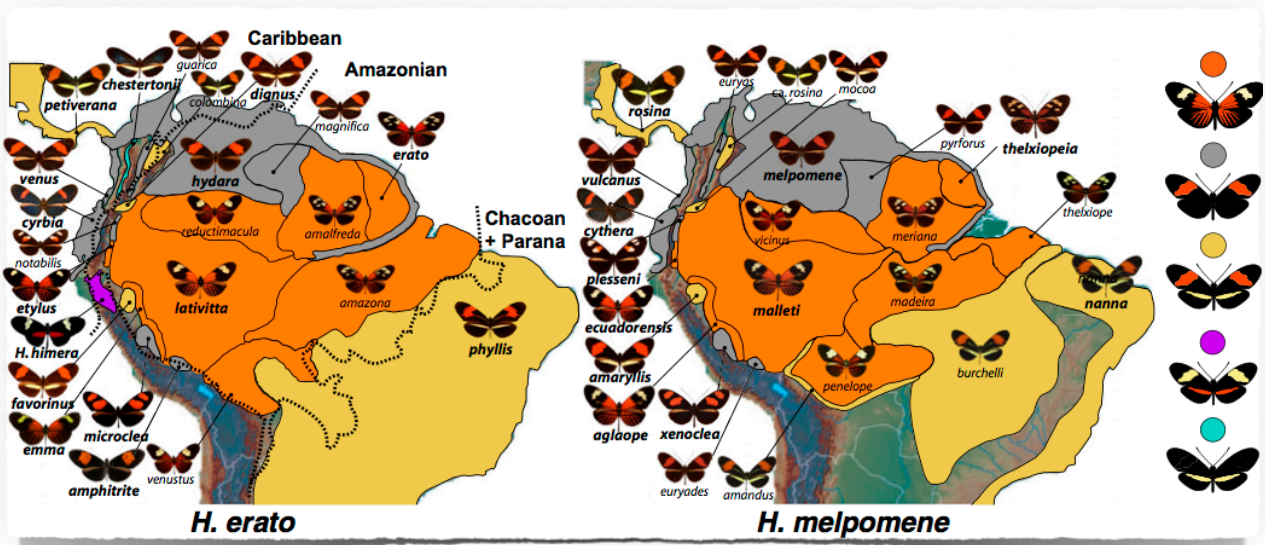 Caribbean
Amazonian
Chacoan
+ Parana
guarica
chestertonii
petiverana
colombina
dignus
magnifica
erato
venus
hydara
cyrbia
reductimacula
amalfreda
notabilis
etylus
lativitta
amazona
phyllis
H. himera
favorinus
emma
microclea
amphitrite
venustus
H. erato
euryas
ca. rosina
mocoa
rosina
pyrforus
thelxiopeia
vulcanus
melpomene
thelxiope
cythera
vicinus
meriana
plesseni
malleti
madeira
nanna
nanna
ecuadorensis
amaryllis
penelope
burchelli
aglaope
xenoclea
euryades
amandus
H. melpomene